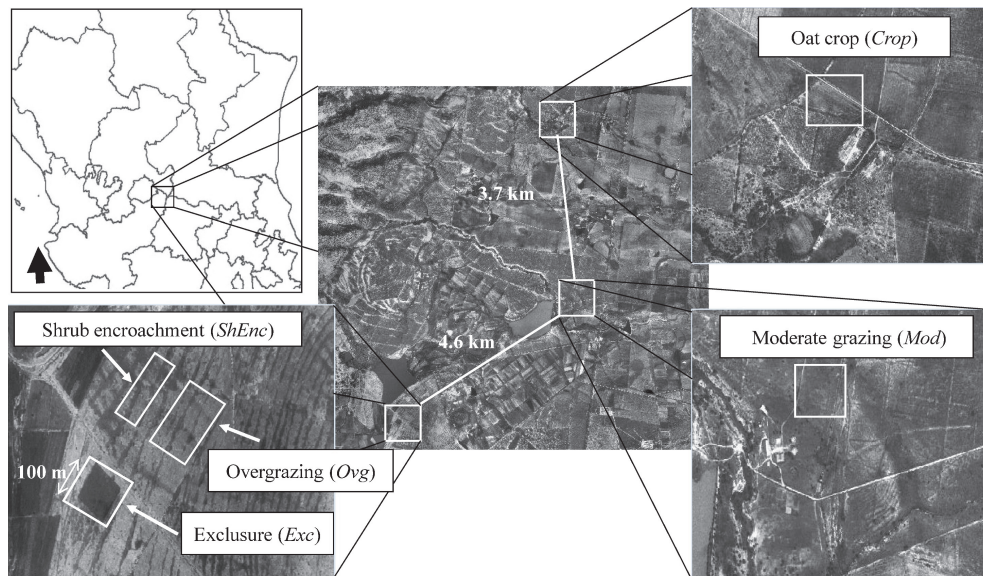 Oat crop (Crop)
3.7 km
4.6 km
Shrub encroachment (ShEnc)
Moderate grazing (Mod)
Overgrazing (Ovg)
100 m
Exclusure (Exc)